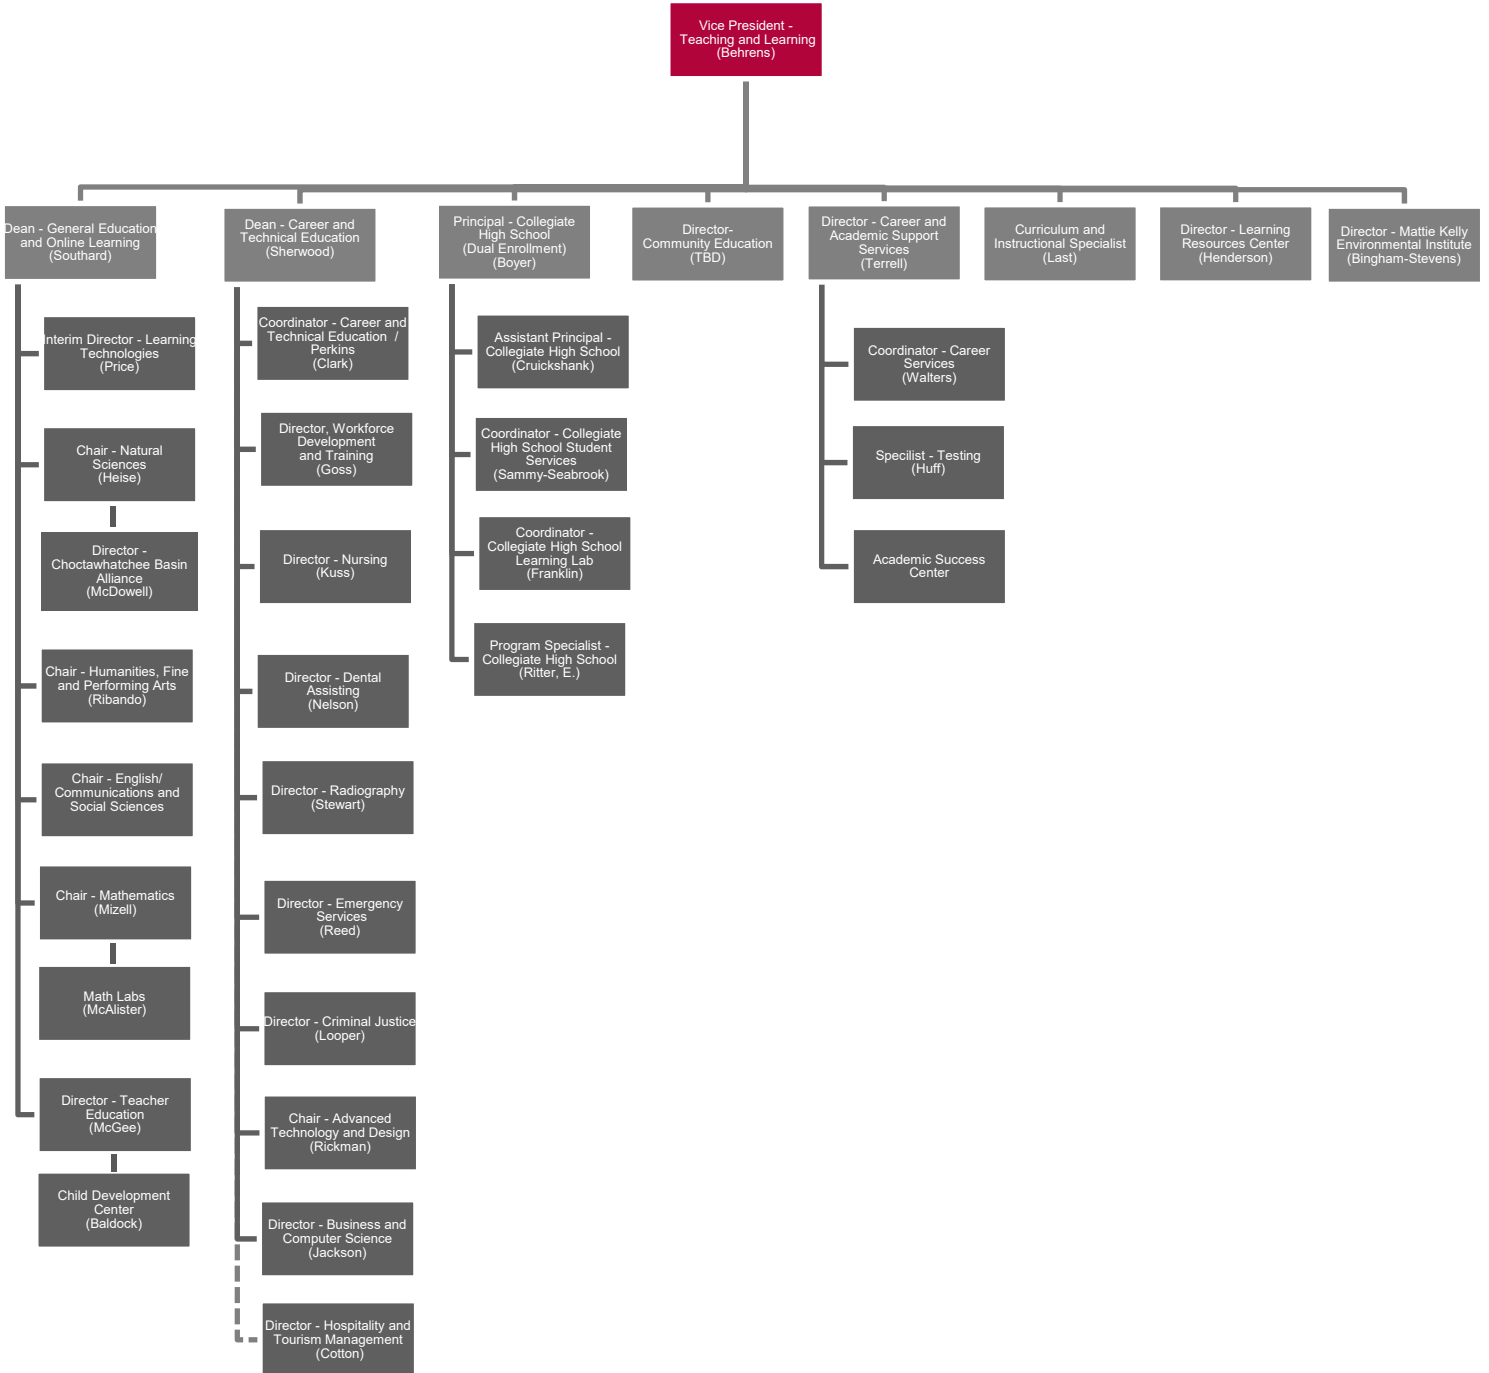 Vice President -
Teaching and Learning
(Behrens)
Dean - General Education
and Online Learning
(Southard)
Dean - Career and
Technical Education
(Sherwood)
Principal - Collegiate
High School
(Dual Enrollment)
(Boyer)
Director-
Community Education
(TBD)
Director - Career and
Academic Support
Services
(Terrell)
Curriculum and
Instructional Specialist
(Last)
Director - Learning
Resources Center
(Henderson)
Director - Mattie Kelly
Environmental Institute
(Bingham-Stevens)
Interim Director - Learning
Technologies
(Price)
Chair - Natural
Sciences
(Heise)
Director -
Choctawhatchee Basin
Alliance
(McDowell)
Chair - Humanities, Fine
and Performing Arts
(Ribando)
Chair - English/
Communications and
Social Sciences
Chair - Mathematics
(Mizell)
Math Labs
(McAlister)
Director - Teacher
Education
(McGee)
Child Development
Center
(Baldock)
Coordinator - Career and
Technical Education /
Perkins
(Clark)
Director, Workforce
Development
and Training
(Goss)
Director - Nursing
(Kuss)
Director - Dental
Assisting
(Nelson)
Director - Radiography
(Stewart)
Director - Emergency
Services
(Reed)
Director - Criminal Justice
(Looper)
Chair - Advanced
Technology and Design
(Rickman)
Director - Business and
Computer Science
(Jackson)
Director - Hospitality and
Tourism Management
(Cotton)
Assistant Principal -
Collegiate High School
(Cruickshank)
Coordinator - Collegiate
High School Student
Services
(Sammy-Seabrook)
Coordinator -
Collegiate High School
Learning Lab
(Franklin)
Program Specialist -
Collegiate High School
(Ritter, E.)
Coordinator - Career
Services
(Walters)
Specilist - Testing
(Huff)
Academic Success
Center